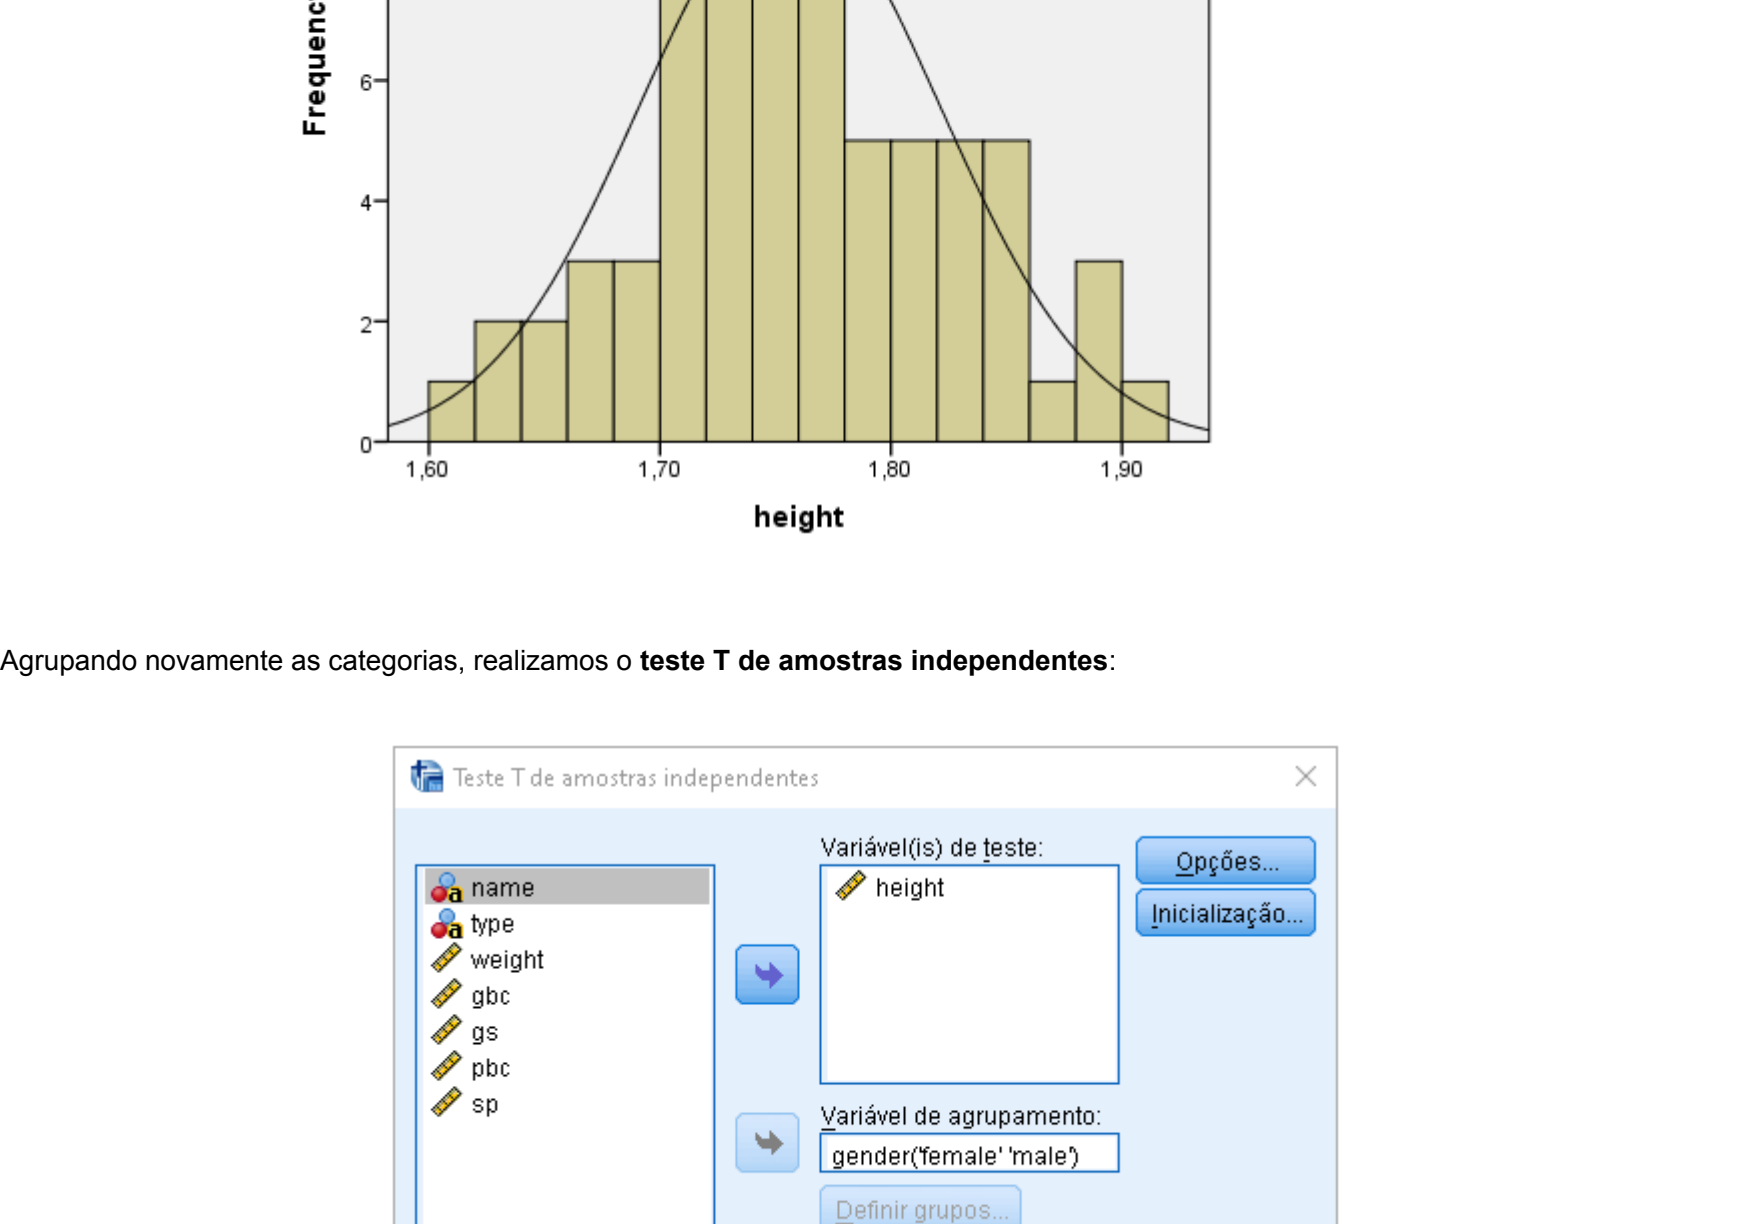 Frequenc
6
4
2
0
1,60 1,70 1,80 1,90
height
Agrupando novamente as categorias, realizamos o teste T de amostras independentes:
Teste T de amostras independentes
name
type
weight
gbc
gs
pbc
sp
Variável(is) de teste:
height
Opções...
Inicialização...
Variável de agrupamento:
gender('female' 'male')
Definir grupos...